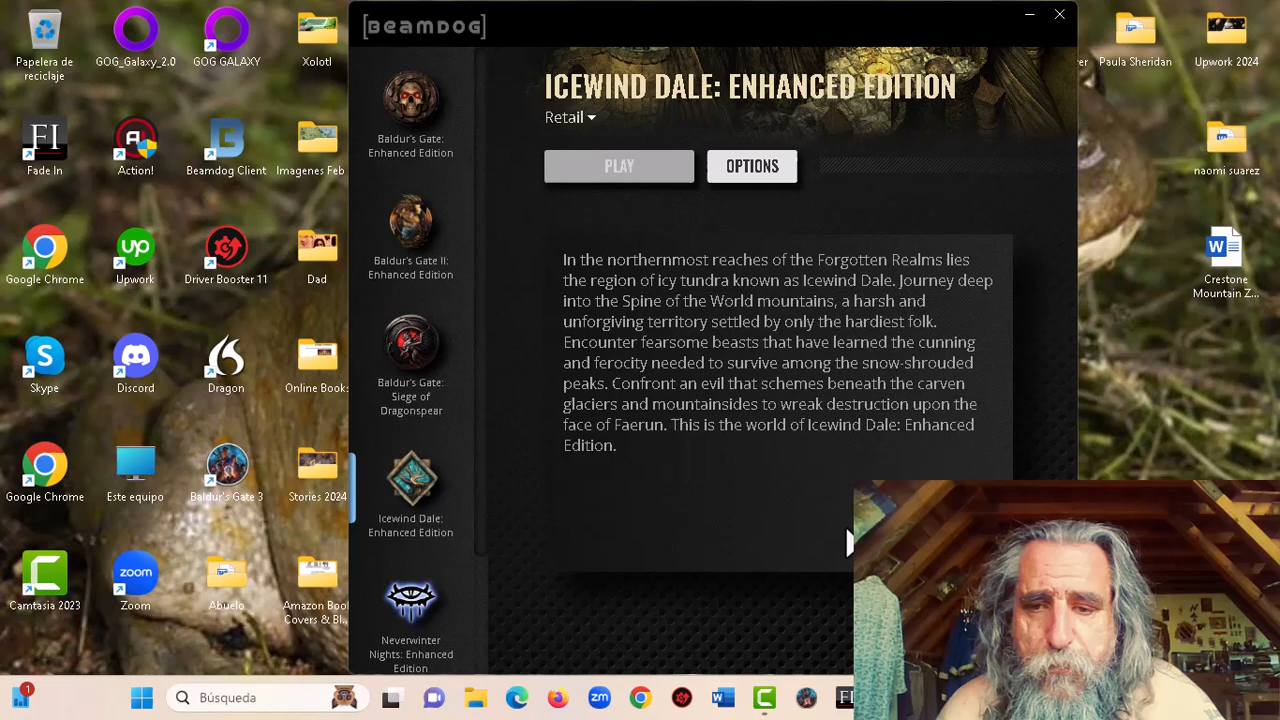 [BEAMDOG]
ICEWIND DALE: ENHANCED EDITION
Retail
PLAY
OPTIONS
In the northernmost reaches of the Forgotten Realms lies
the region of icy tundra known as Icewind Dale. Journey deep
into the Spine of the World mountains, a harsh and
unforgiving territory settled by only the hardiest folk.
Encounter fearsome beasts that have learned the cunning
and ferocity needed to survive among the snow-shrouded
peaks. Confront an evil that schemes beneath the carven
glaciers and mountainsides to wreak destruction upon the
face of Faerun. This is the world of Icewind Dale: Enhanced
Edition.
Baldur's Gate:
Enhanced Edition
Baldur's Gate II:
Enhanced Edition
Baldur's Gate:
Siege of
Dragonspear
Icewind Dale:
Enhanced Edition
Neverwinter
Nights: Enhanced
Edition
Papelera de
reciclaje
GOG_Galaxy_2.0
GOG GALAXY
Xolotl
FI
Fade In
Action!
Beamdog Client
Imagenes Feb
Google Chrome
up
Upwork
Driver Booster 11
Dad
Skype
Discord
Dragon
Online Book
Google Chrome
Este equipo
Baldur's Gate 3
Stories 2024
Camtasia 2023
zoom
Zoom
Abuelo
Amazon Boo
Covers & Bl...
Paula Sheridan
Upwork 2024
naomi suarez
Crestone
Mountain Z...
1
Búsqueda
zm
FI